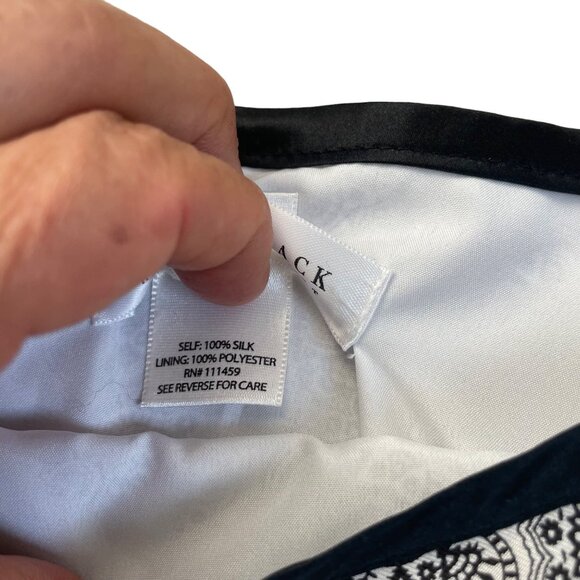 ACK
SELF: 100% SILK
LINING: 100% POLYESTER
RN# 111459
SEE REVERSE FOR CARE